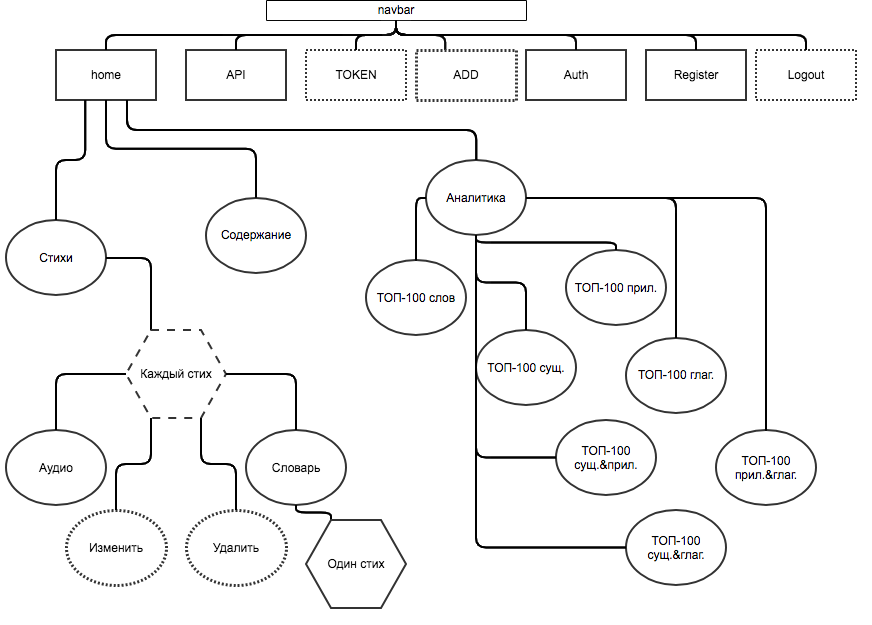 navbar
home
API
TOKEN
ADD
Auth
Register
Logout
Аналитика
Содержание
Стихи
ТОП-100 слов
ТОП-100 прил.
ТОП-100 сущ.
ТОП-100 глаг.
Каждый стих
Аудио
Словарь
ТОП-100
сущ.&прил.
ТОП-100
прил.&глаг.
Изменить
Удалить
Один стих
ТОП-100
сущ.&глаг.